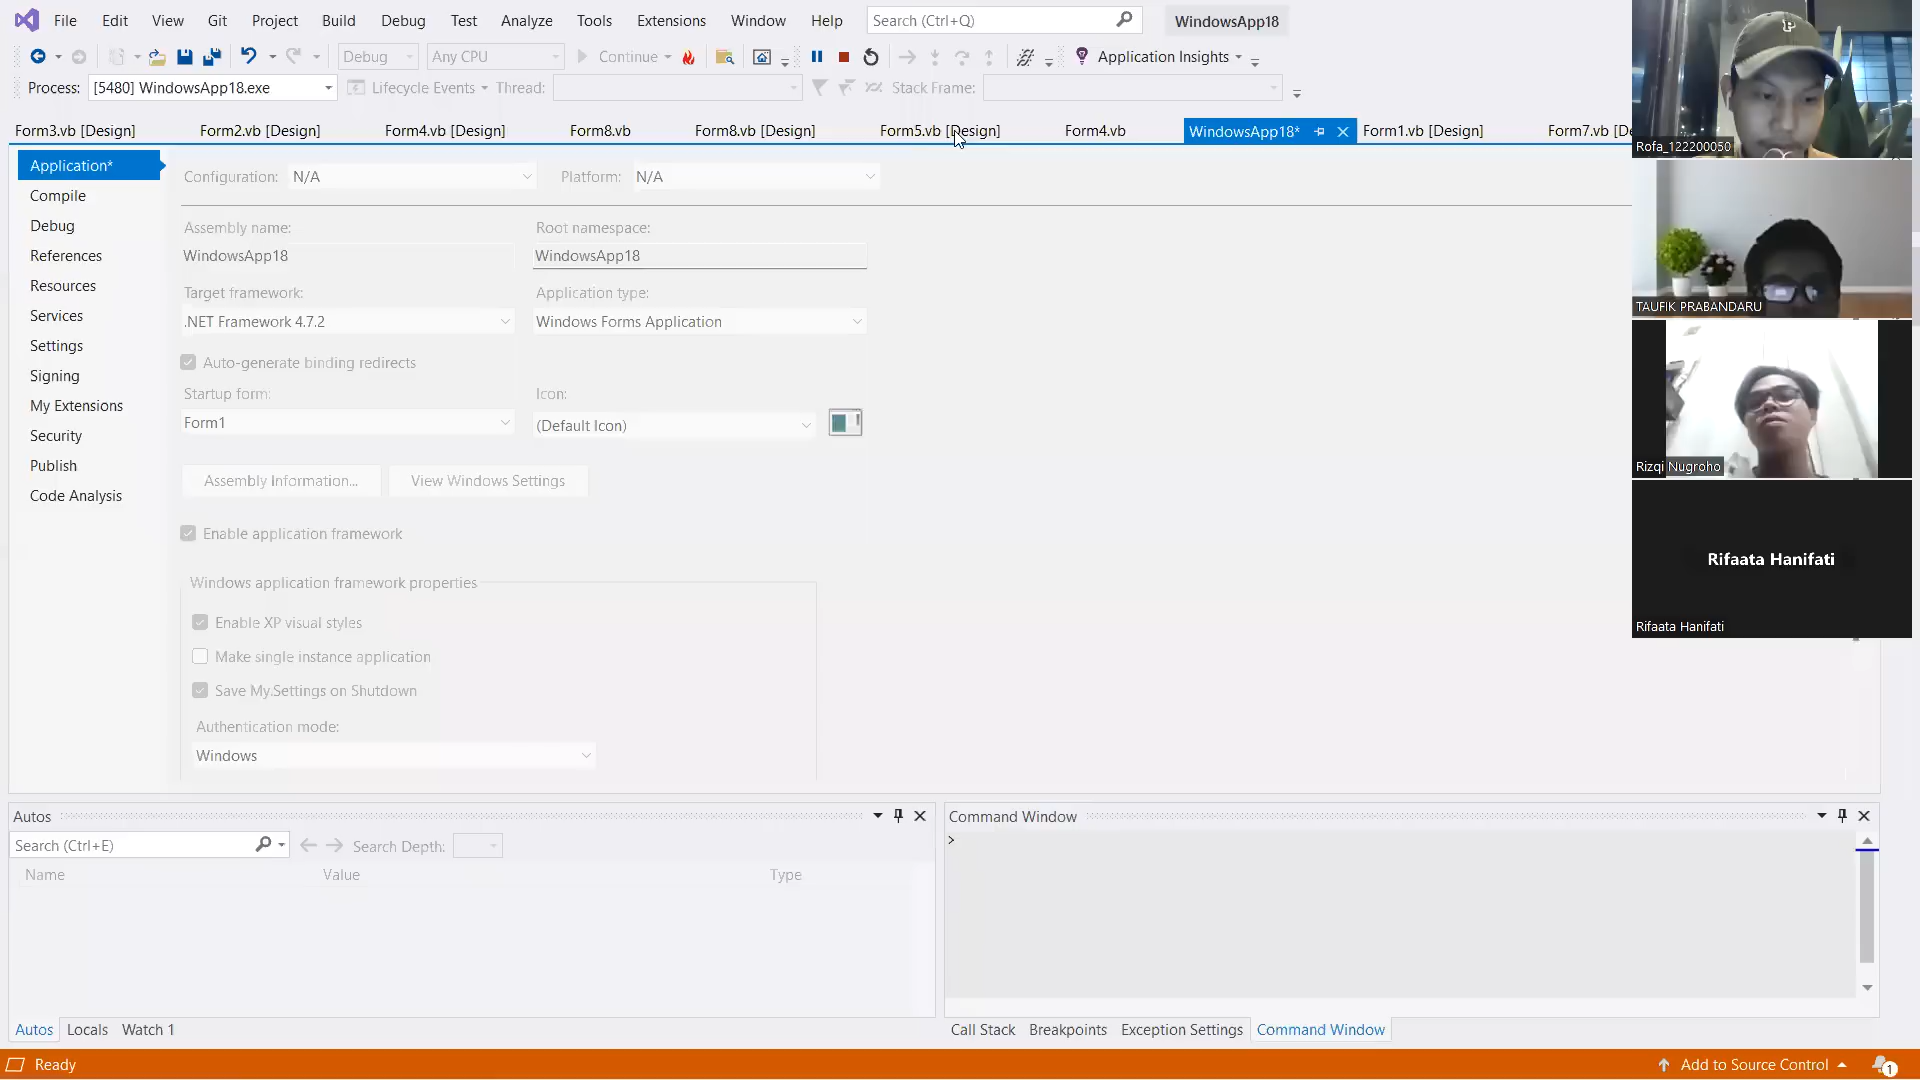 File Edit View Git Project Build Debug Test Analyze Tools Extensions Window Help Search (Ctrl+Q) WindowsApp18
Debug Any CPU Continue Application Insights
Process: [5480] WindowsApp18.exe Lifecycle Events Thread: Stack Frame:
Form3.vb [Design] Form2.vb [Design] Form4.vb [Design] Form8.vb Form8.vb [Design] Form5.vb [Design] Form4.vb WindowsApp18* Form1.vb [Design] Form7.vb [De
Application*
Compile
Debug
References
Resources
Services
Settings
Signing
My Extensions
Security
Publish
Code Analysis
Configuration: N/A Platform: N/A
Assembly name: Root namespace:
WindowsApp18 WindowsApp18
Target framework: Application type:
.NET Framework 4.7.2 Windows Forms Application
Auto-generate binding redirects
Startup form: Icon:
Form1 (Default Icon)
Assembly Information... View Windows Settings
Enable application framework
Windows application framework properties
Enable XP visual styles
Make single instance application
Save My.Settings on Shutdown
Authentication mode:
Windows
Rofa_122200050
TAUFIK PRABANDARU
Rizqi Nugroho
Rifaata Hanifati
Rifaata Hanifati
Autos
Search (Ctrl+E) Search Depth:
Name Value Type
Autos Locals Watch 1
Command Window
>
Call Stack Breakpoints Exception Settings Command Window
Ready Add to Source Control 1